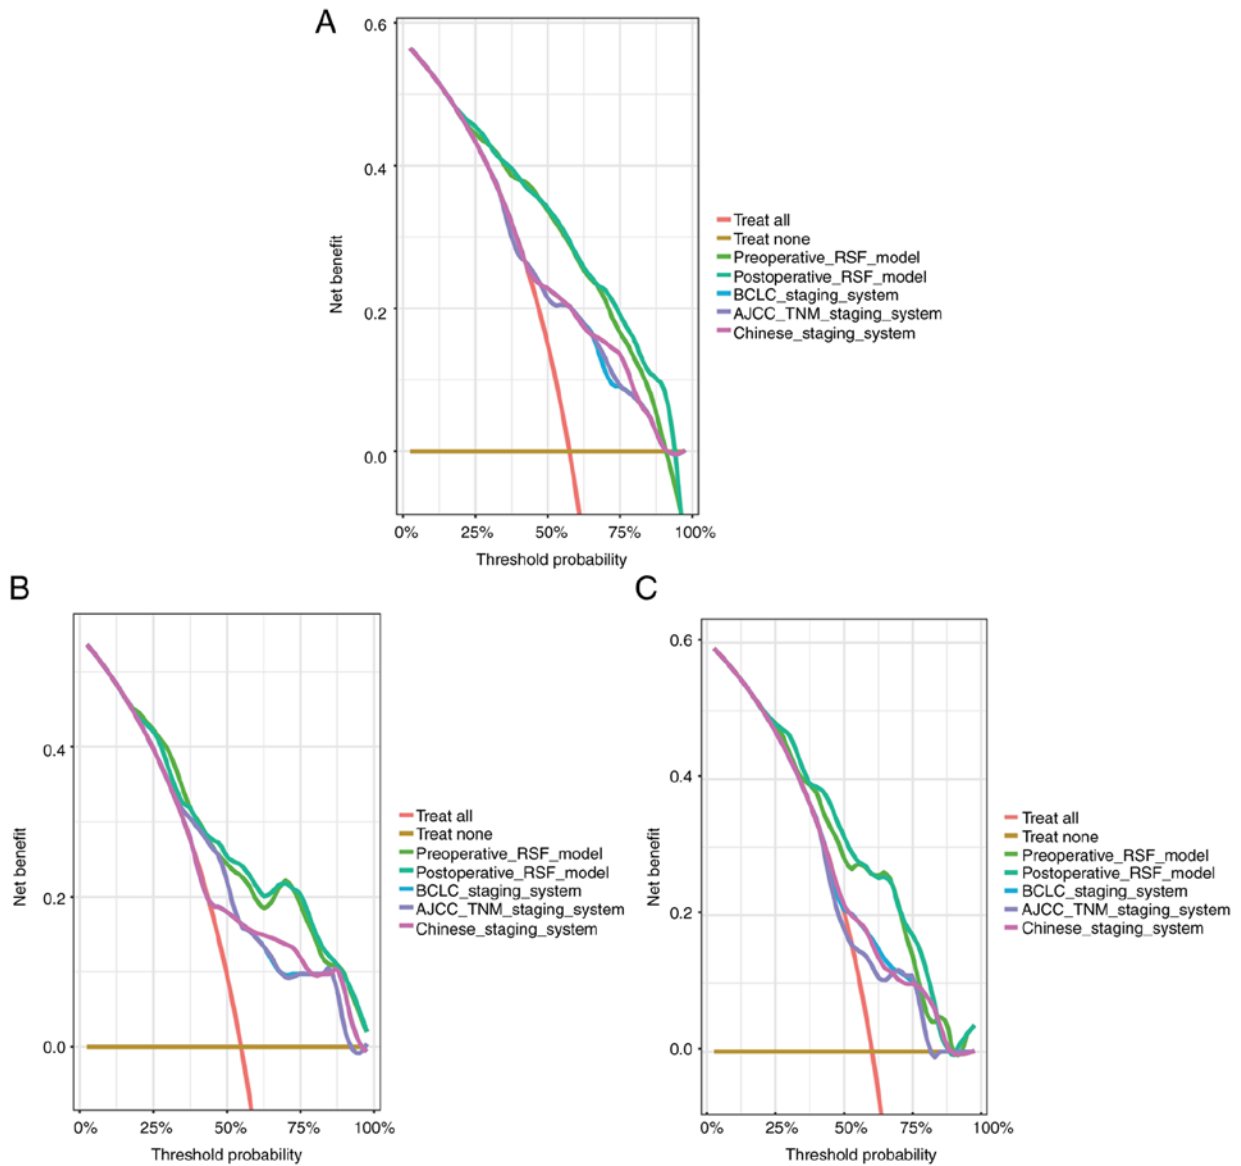 A
0.6
0.4
0.2
0.0
Net benefit
0%
25%
50%
75%
100%
Threshold probability
Treat all
Treat none
Preoperative_RSF_model
Postoperative_RSF_model
BCLC_staging_system
AJCC_TNM_staging_system
Chinese_staging_system
B
0.4
0.2
0.0
Net benefit
0%
25%
50%
75%
100%
Threshold probability
Treat all
Treat none
Preoperative_RSF_model
Postoperative_RSF_model
BCLC_staging_system
AJCC_TNM_staging_system
Chinese_staging_system
C
0.6
0.4
0.2
0.0
Net benefit
0%
25%
50%
75%
100%
Threshold probability
Treat all
Treat none
Preoperative_RSF_model
Postoperative_RSF_model
BCLC_staging_system
AJCC_TNM_staging_system
Chinese_staging_system